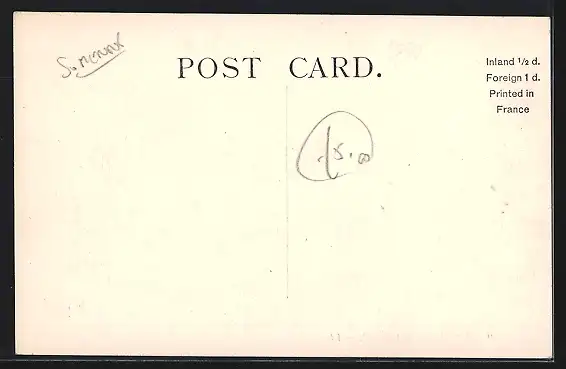 POST CARD.
Inland ½ d.
Foreign 1 d.
Printed in
France